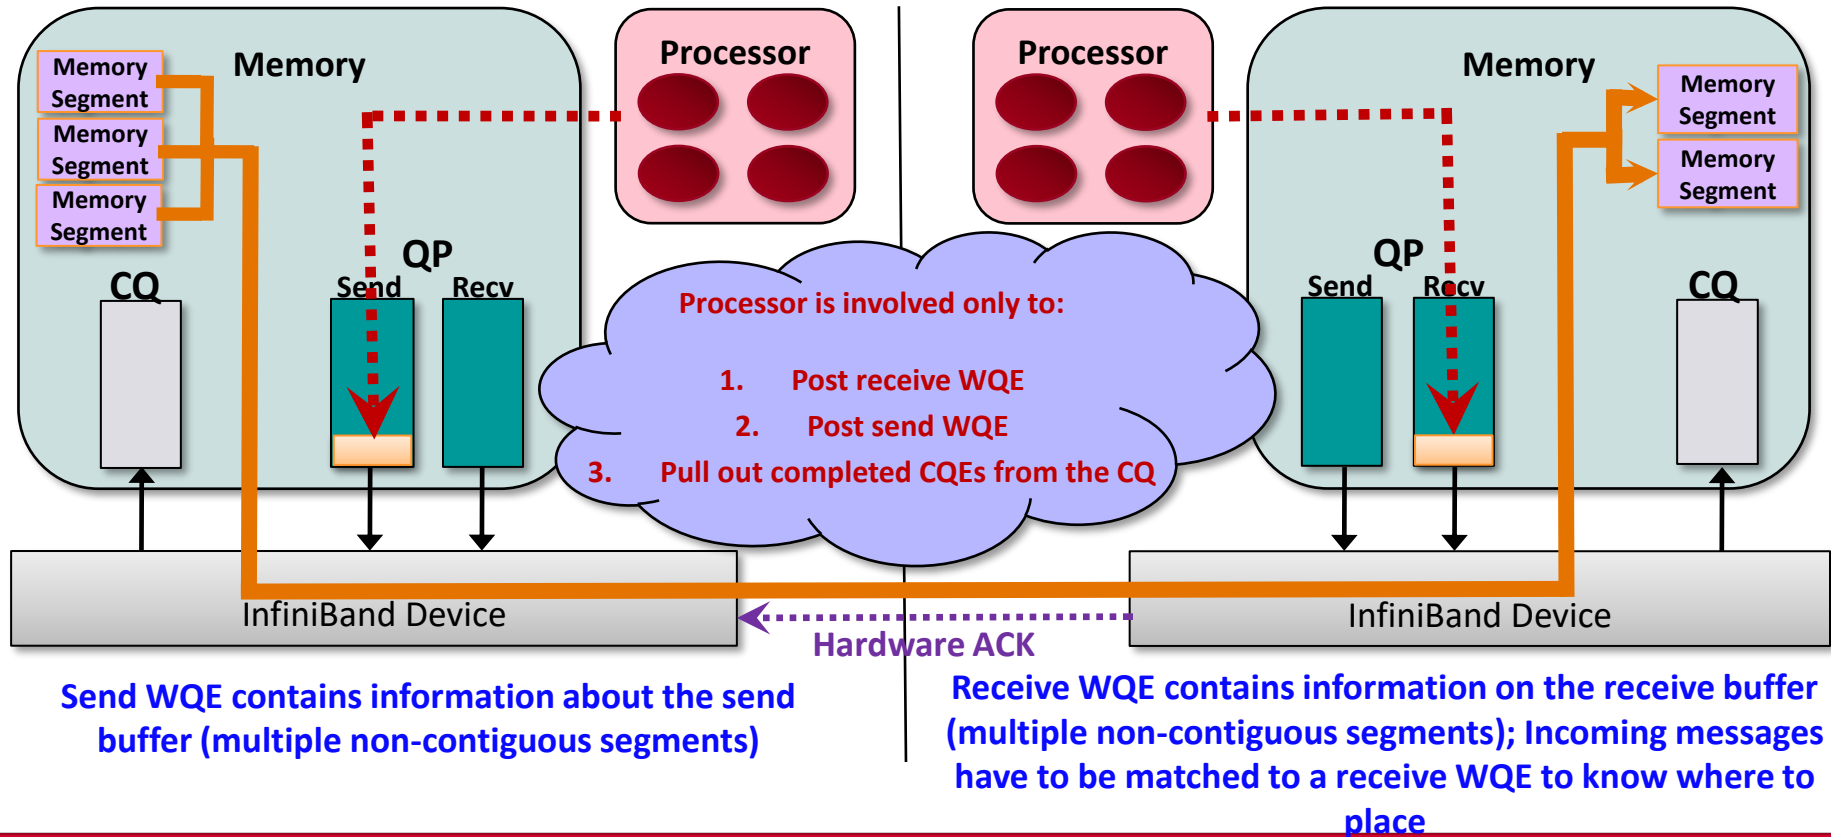 Memory
Segment
Memory
Segment
Memory
Segment
Memory
Processor
QP
CQ
Send
Recv
Processor
Memory
Memory
Segment
Memory
Segment
QP
Send
Recv
CQ
Processor is involved only to:
1. Post receive WQE
2. Post send WQE
3. Pull out completed CQEs from the CQ
InfiniBand Device
InfiniBand Device
Hardware ACK
Send WQE contains information about the send
buffer (multiple non-contiguous segments)
Receive WQE contains information on the receive buffer
(multiple non-contiguous segments); Incoming messages
have to be matched to a receive WQE to know where to
place